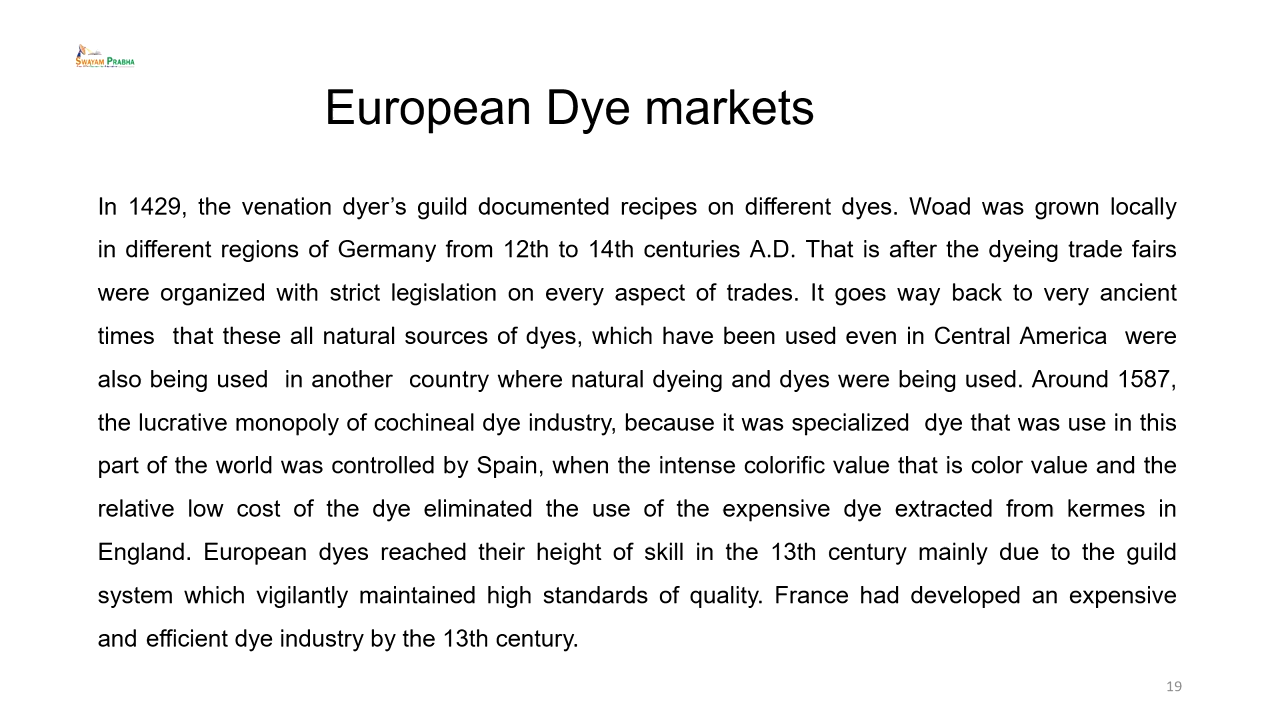 SWAYAM PRABHA
European Dye markets
In 1429, the venation dyer’s guild documented recipes on different dyes. Woad was grown locally
in different regions of Germany from 12th to 14th centuries A.D. That is after the dyeing trade fairs
were organized with strict legislation on every aspect of trades. It goes way back to very ancient
times  that these all natural sources of dyes, which have been used even in Central America  were
also being used  in another  country where natural dyeing and dyes were being used. Around 1587,
the lucrative monopoly of cochineal dye industry, because it was specialized  dye that was use in this
part of the world was controlled by Spain, when the intense colorific value that is color value and the
relative low cost of the dye eliminated the use of the expensive dye extracted from kermes in
England. European dyes reached their height of skill in the 13th century mainly due to the guild
system which vigilantly maintained high standards of quality. France had developed an expensive
and efficient dye industry by the 13th century.
19